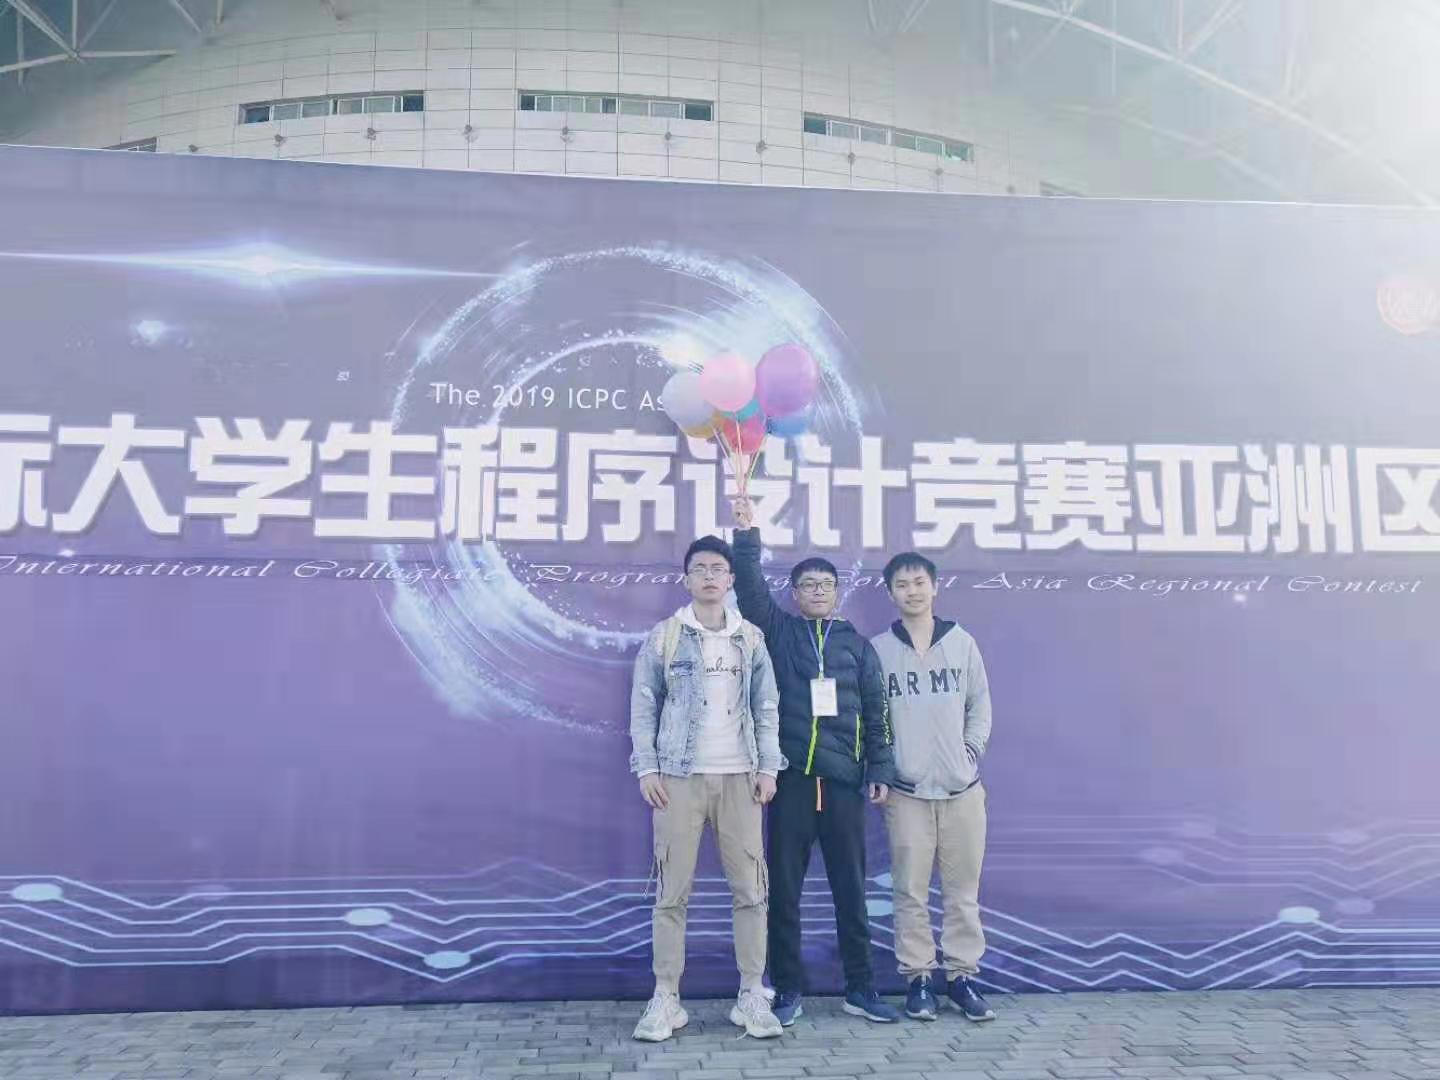 The 2019 ICPC As
际大学生程序设计竞赛亚洲区
International Collegiate Programming Contest Asia Regional Contest
ARMY